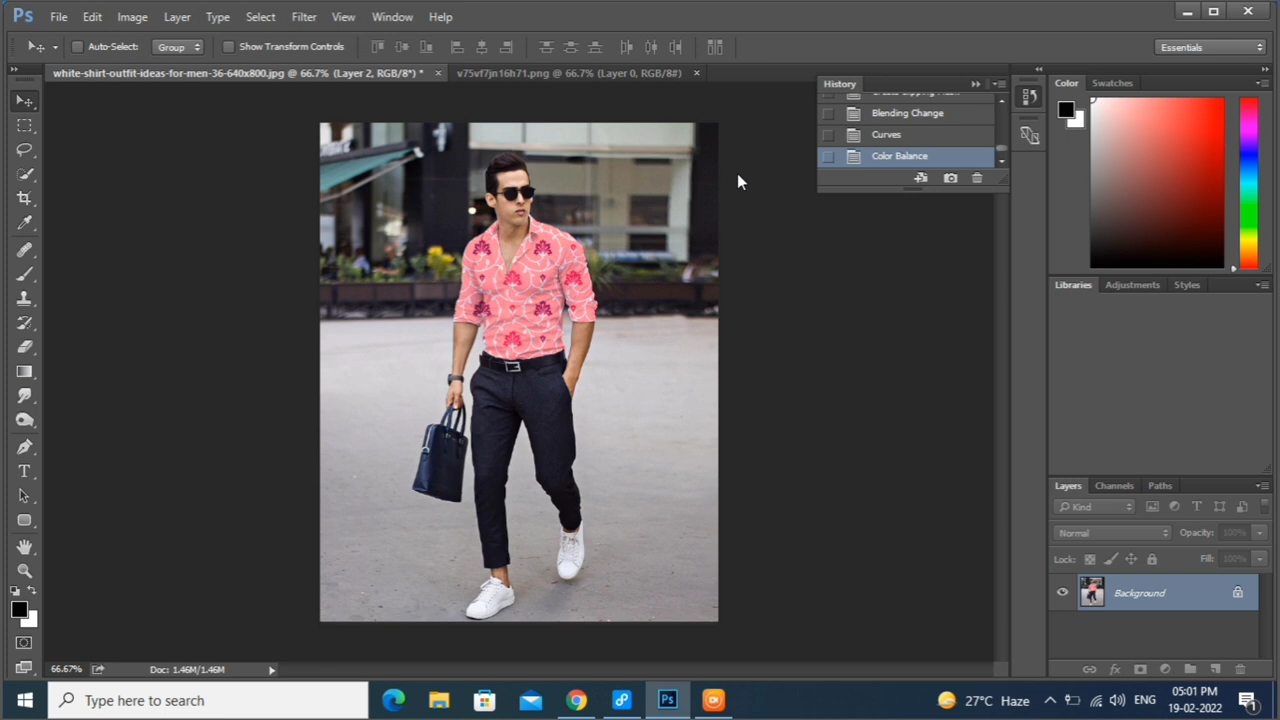 Ps File Edit Image Layer Type Select Filter View Window Help
Auto-Select: Group Show Transform Controls Essentials
white-shirt-outfit-ideas-for-men-36-640x800.jpg @ 66.7% (Layer 2, RGB/8*) * × v75vf7jn16h71.png @ 66.7% (Layer 0, RGB/8#) ×
History
Blending Change
Curves
Color Balance
Color Swatches
Libraries Adjustments Styles
Layers Channels Paths
Kind
Normal Opacity: 100%
Lock: Fill: 100%
Background
66.67% Doc: 1.46M/1.46M
Type here to search
27°C Haze ENG
05:01 PM
19-02-2022
1